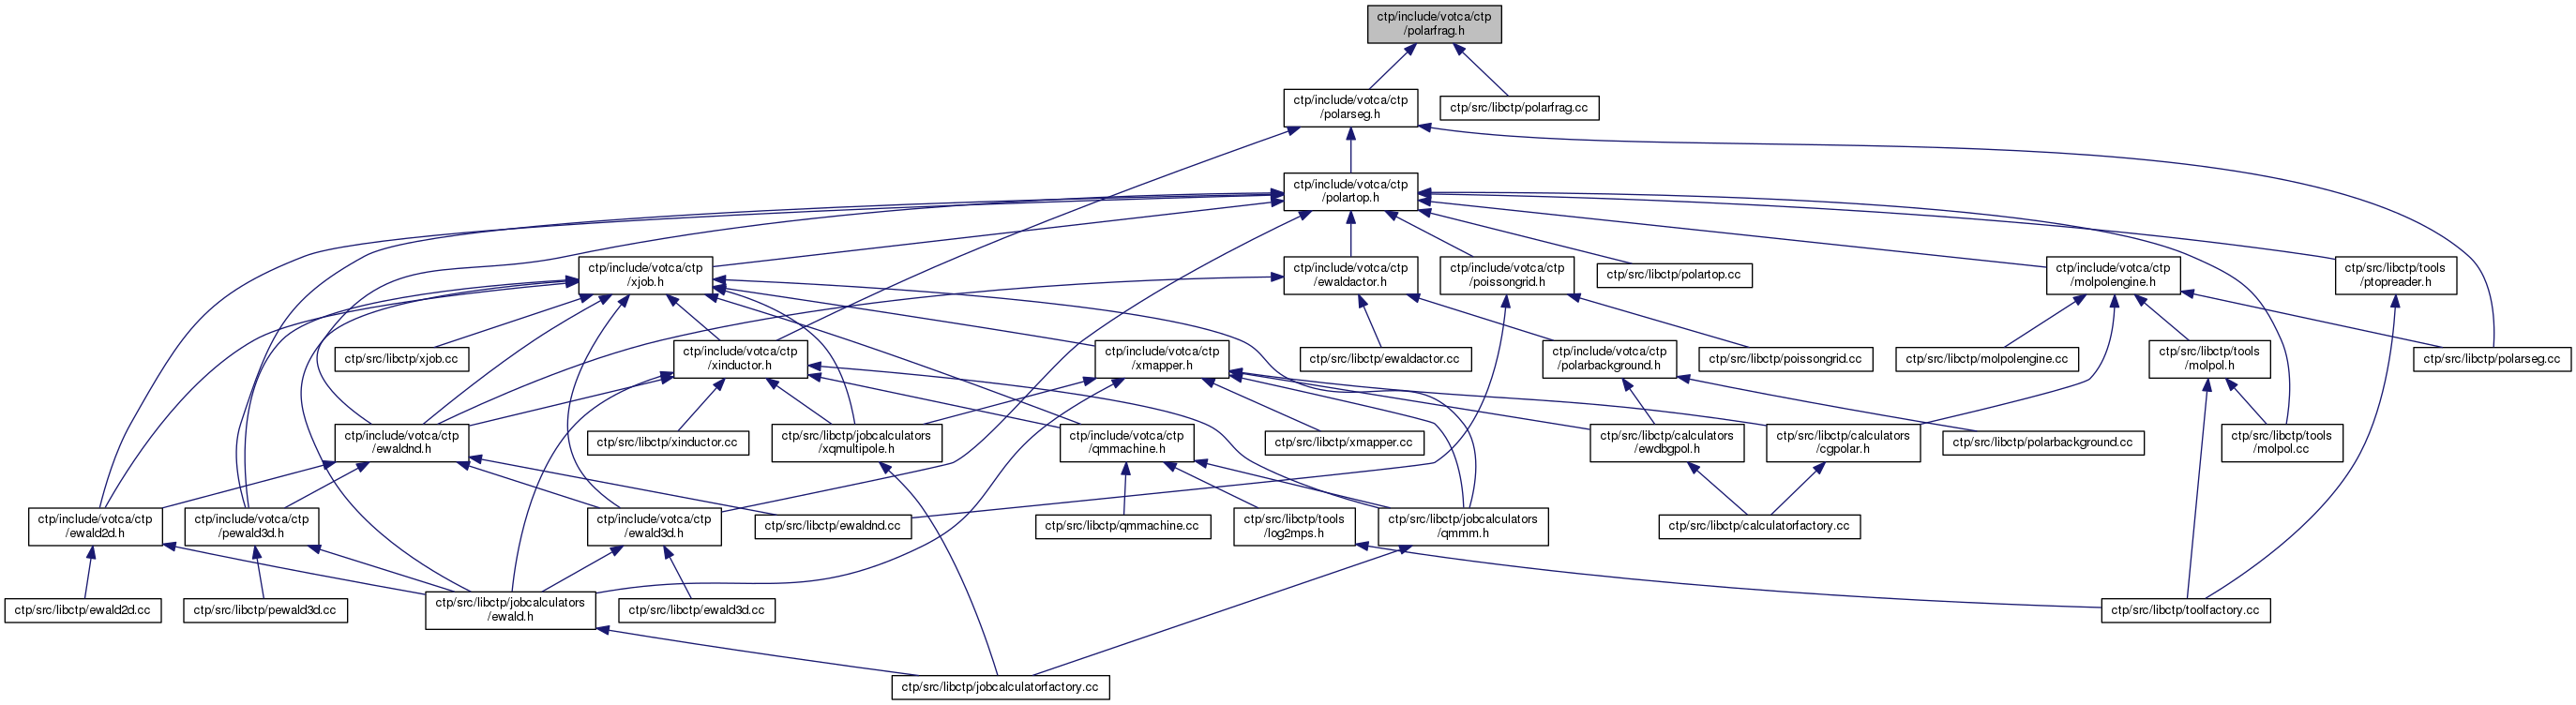 ctp/include/votca/ctp
/polarfrag.h
ctp/include/votca/ctp
/polarseg.h
ctp/src/libctp/polarfrag.cc
ctp/include/votca/ctp
/polartop.h
ctp/include/votca/ctp
/xjob.h
ctp/include/votca/ctp
/ewaldactor.h
ctp/include/votca/ctp
/poissongrid.h
ctp/src/libctp/polartop.cc
ctp/include/votca/ctp
/molpolengine.h
ctp/src/libctp/tools
/ptopreader.h
ctp/src/libctp/xjob.cc
ctp/include/votca/ctp
/xinductor.h
ctp/include/votca/ctp
/xmapper.h
ctp/src/libctp/ewaldactor.cc
ctp/include/votca/ctp
/polarbackground.h
ctp/src/libctp/poissongrid.cc
ctp/src/libctp/molpolengine.cc
ctp/src/libctp/tools
/molpol.h
ctp/src/libctp/polarseg.cc
ctp/include/votca/ctp
/ewaldnd.h
ctp/src/libctp/xinductor.cc
ctp/src/libctp/jobcalculators
/xqmultipole.h
ctp/include/votca/ctp
/qmmachine.h
ctp/src/libctp/xmapper.cc
ctp/src/libctp/calculators
/ewdbgpol.h
ctp/src/libctp/calculators
/cgpolar.h
ctp/src/libctp/polarbackground.cc
ctp/src/libctp/tools
/molpol.cc
ctp/include/votca/ctp
/ewald2d.h
ctp/include/votca/ctp
/pewald3d.h
ctp/include/votca/ctp
/ewald3d.h
ctp/src/libctp/ewaldnd.cc
ctp/src/libctp/qmmachine.cc
ctp/src/libctp/tools
/log2mps.h
ctp/src/libctp/jobcalculators
/qmmm.h
ctp/src/libctp/calculatorfactory.cc
ctp/src/libctp/ewald2d.cc
ctp/src/libctp/pewald3d.cc
ctp/src/libctp/jobcalculators
/ewald.h
ctp/src/libctp/ewald3d.cc
ctp/src/libctp/toolfactory.cc
ctp/src/libctp/jobcalculatorfactory.cc